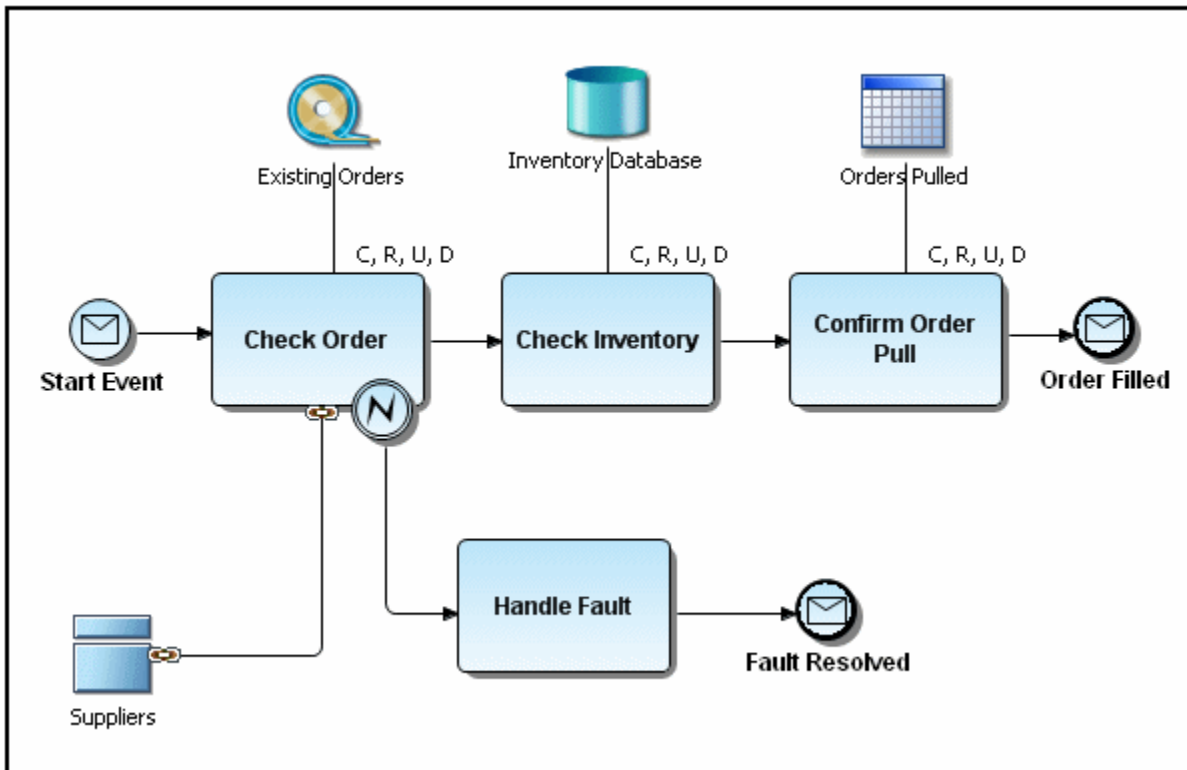 Existing Orders
Inventory Database
Orders Pulled
C, R, U, D
C, R, U, D
C, R, U, D
Start Event
Check Order
Check Inventory
Confirm Order
Pull
Order Filled
Handle Fault
Fault Resolved
Suppliers